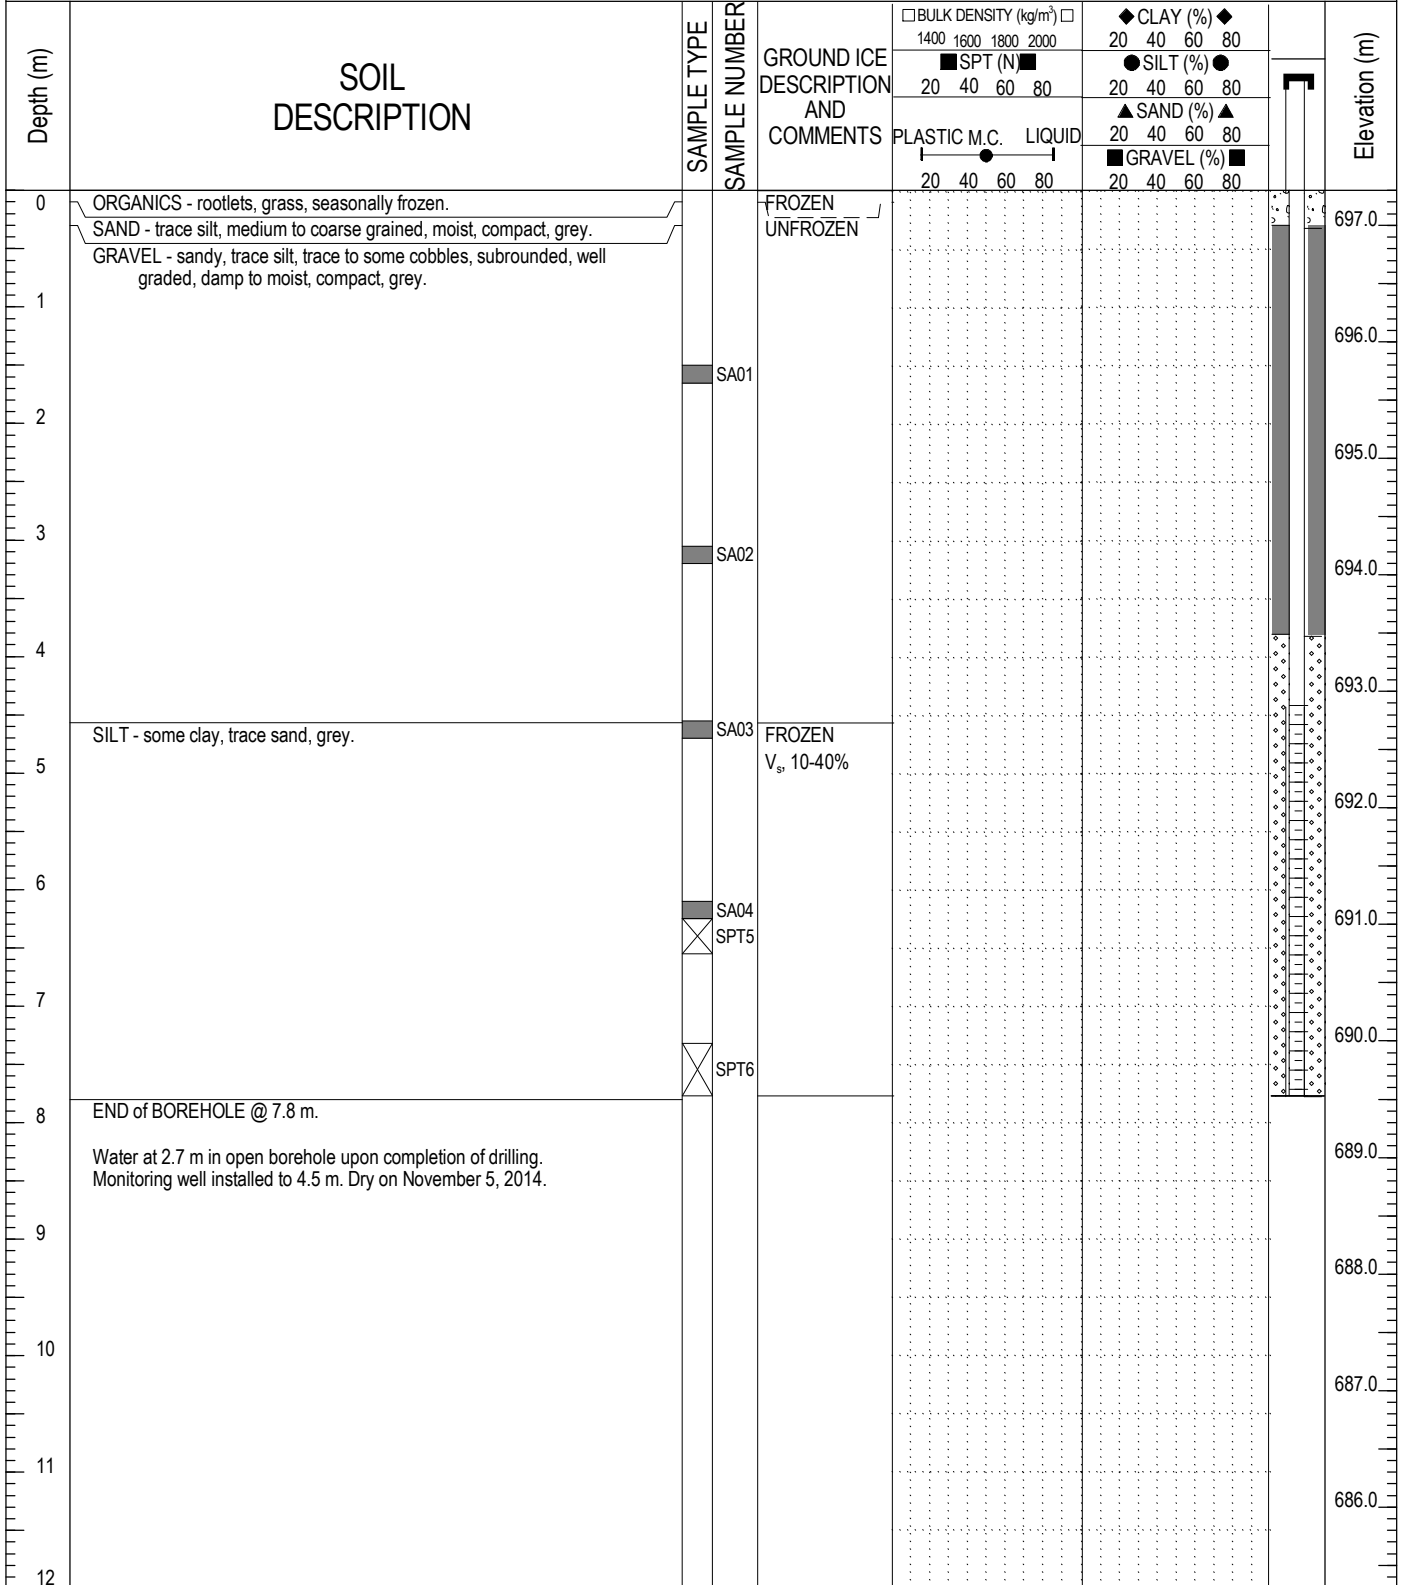 Depth (m)
SOIL
DESCRIPTION
SAMPLE TYPE
SAMPLE NUMBER
GROUND ICE
DESCRIPTION
AND
COMMENTS
□ BULK DENSITY (kg/m³) □
1400 1600 1800 2000
■ SPT (N) ■
20 40 60 80
PLASTIC M.C. LIQUID
20 40 60 80
◆ CLAY (%) ◆
20 40 60 80
● SILT (%) ●
20 40 60 80
▲ SAND (%) ▲
20 40 60 80
■ GRAVEL (%) ■
20 40 60 80
Elevation (m)
0
ORGANICS - rootlets, grass, seasonally frozen.
FROZEN
SAND - trace silt, medium to coarse grained, moist, compact, grey.
UNFROZEN
697.0
GRAVEL - sandy, trace silt, trace to some cobbles, subrounded, well
graded, damp to moist, compact, grey.
1
696.0
SA01
2
695.0
3
SA02
694.0
4
693.0
SILT - some clay, trace sand, grey.
SA03
FROZEN
Vs, 10-40%
5
692.0
6
SA04
691.0
SPT5
7
690.0
SPT6
8
END of BOREHOLE @ 7.8 m.
Water at 2.7 m in open borehole upon completion of drilling.
689.0
Monitoring well installed to 4.5 m. Dry on November 5, 2014.
9
688.0
10
687.0
11
686.0
12